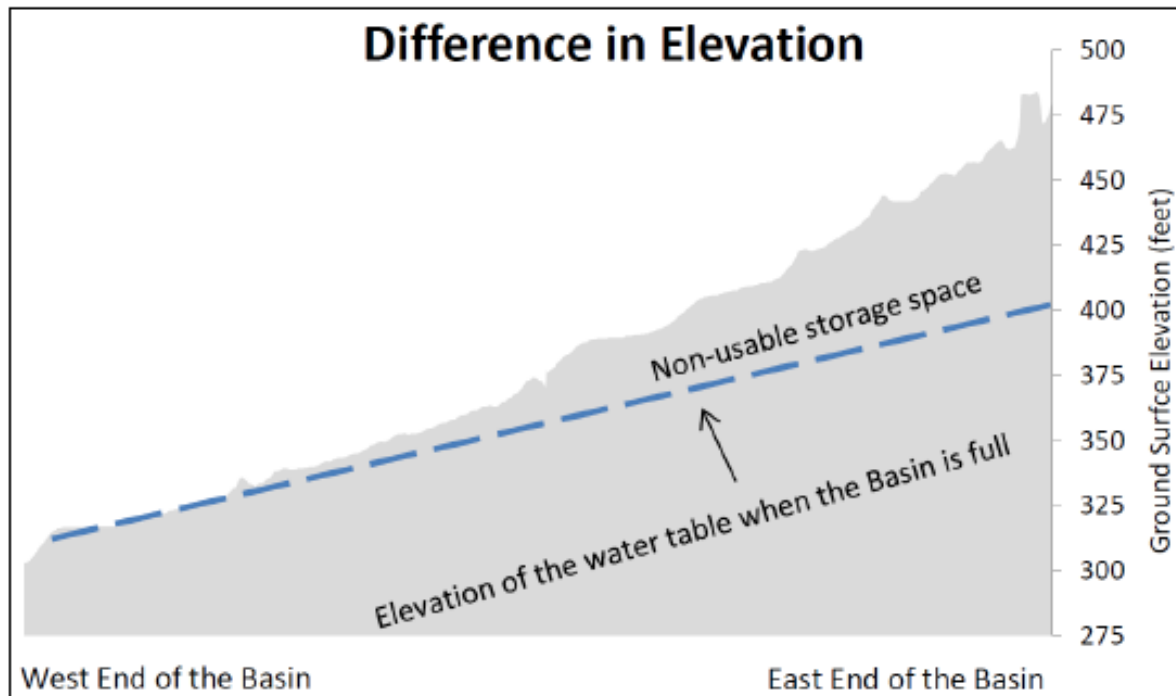 Difference in Elevation
500
475
450
425
400
375
350
325
300
275
Ground Surfce Elevation (feet)
Non-usable storage space
Elevation of the water table when the Basin is full
West End of the Basin
East End of the Basin